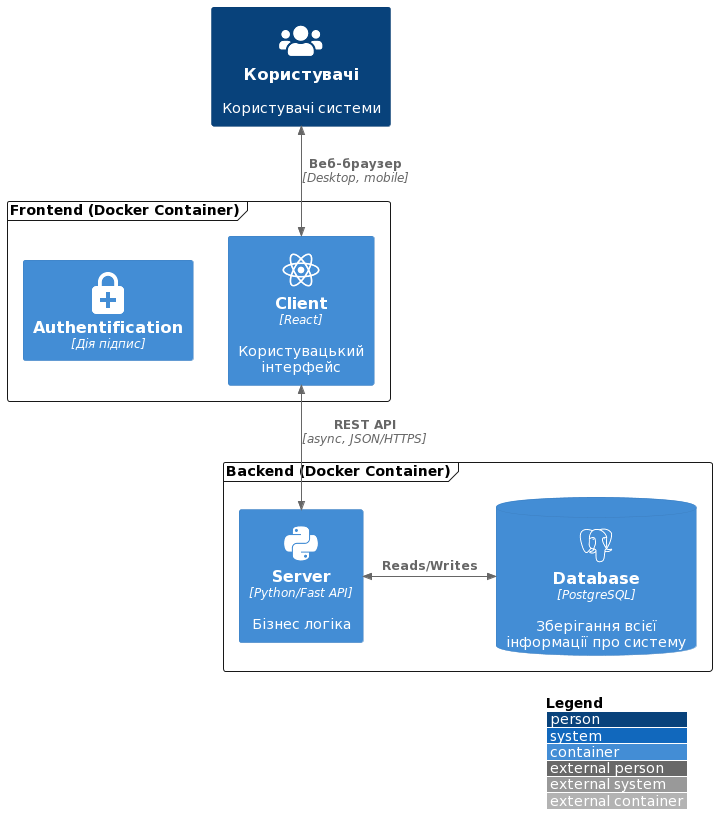 Користувачі
Користувачі системи
Веб-браузер
[Desktop, mobile]
Frontend (Docker Container)
Authentification
[Дія підпис]
Client
[React]
Користувацький
інтерфейс
REST API
[async, JSON/HTTPS]
Backend (Docker Container)
Server
[Python/Fast API]
Бізнес логіка
Reads/Writes
Database
[PostgreSQL]
Зберігання всієї
інформації про систему
Legend
person
system
container
external person
external system
external container